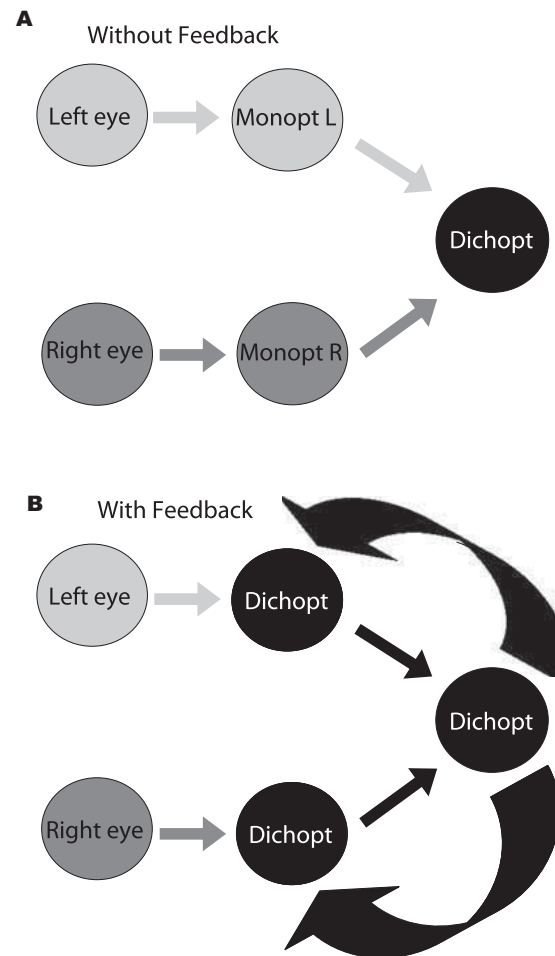 A
Without Feedback
Left eye
Monopt L
Dichopt
Right eye
Monopt R
B
With Feedback
Left eye
Dichopt
Dichopt
Right eye
Dichopt